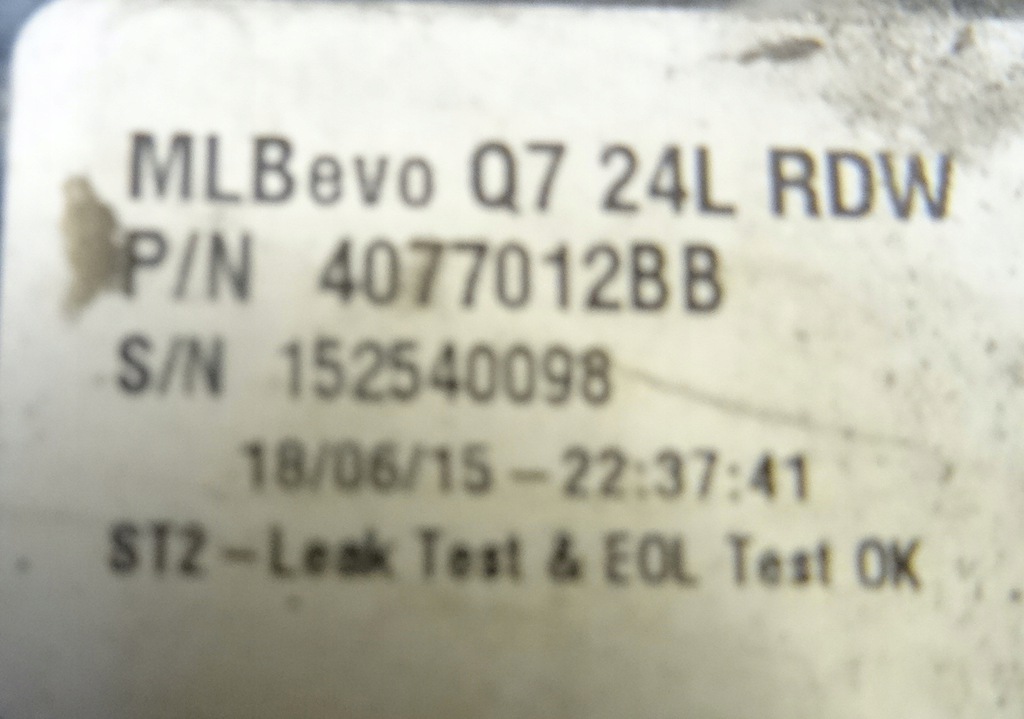 MLBevo Q7 24L RDW
P/N 4077012BB
S/N 152540098
18/06/15-22:37:41
ST2-Leak Test & EOL Test OK